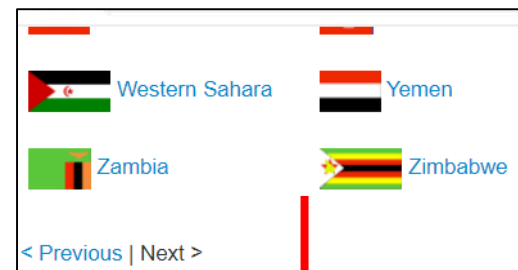 Western Sahara Yemen
Zambia Zimbabwe
< Previous | Next >